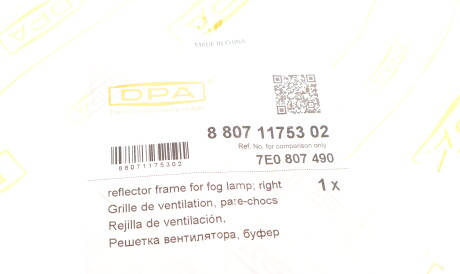 MADE IN CHINA
DPA
8 807 11753 02
Ref. No. for comparison only
88071175302
7E0 807 490
reflector frame for fog lamp; right
1 x
Grille de ventilation, pare-chocs
Rejilla de ventilación,
Решетка вентилятора, буфер